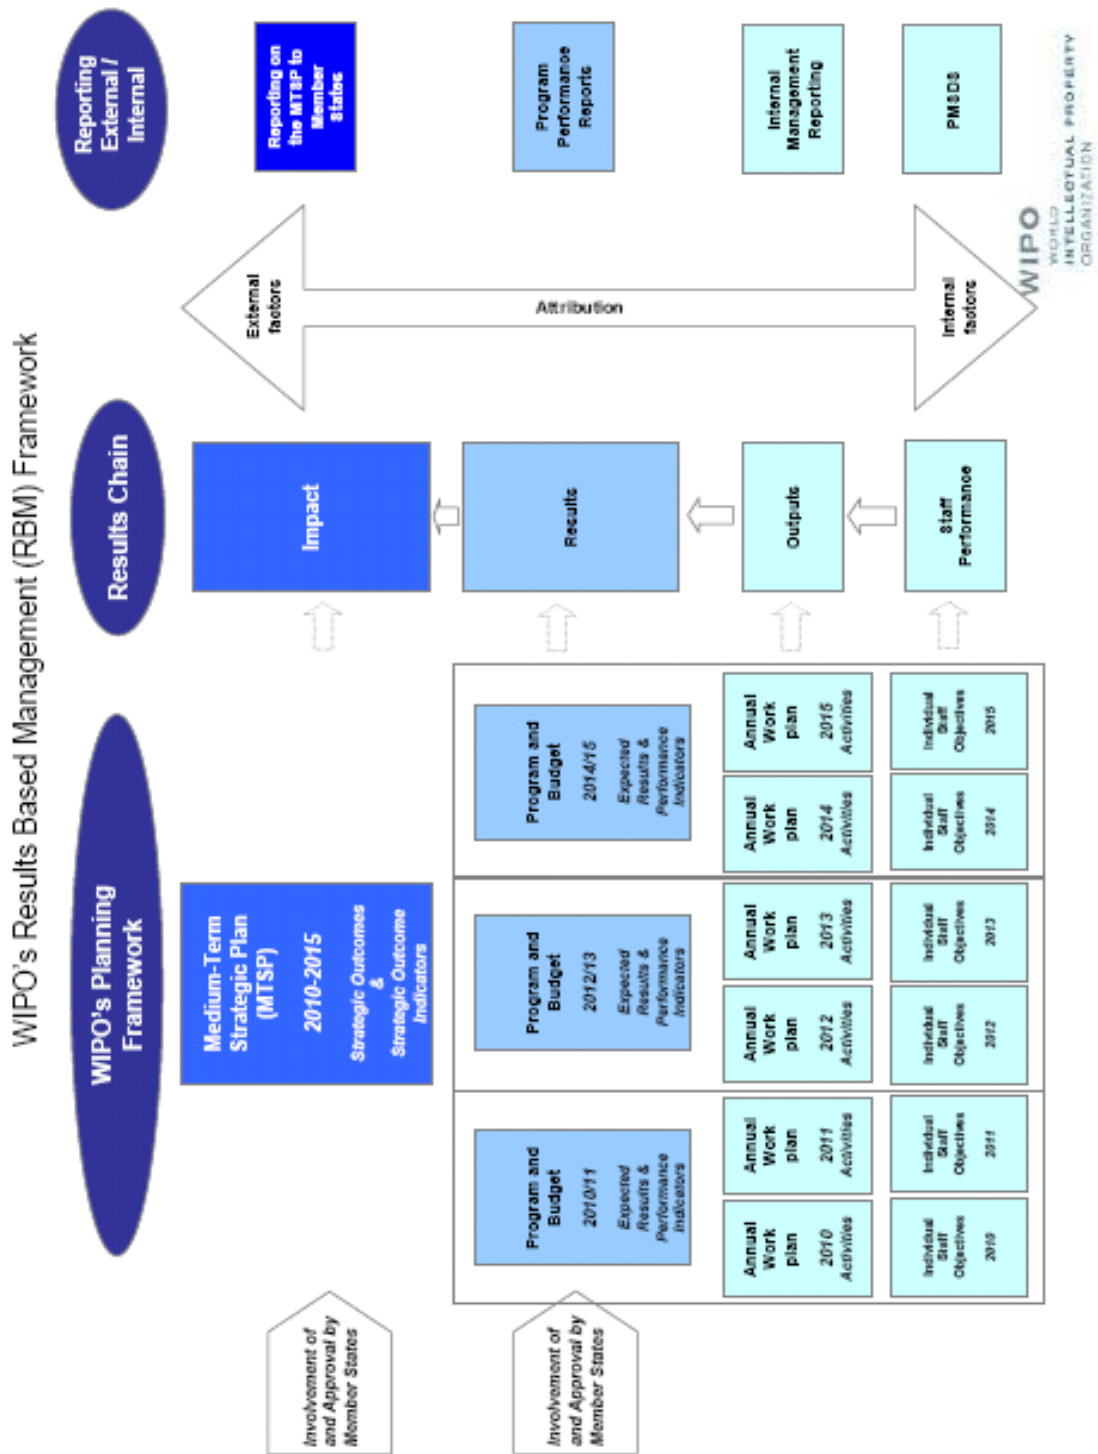 WIPO's Results Based Management (RBM) Framework
WIPO's Planning
Framework
Results Chain
Reporting
External /
Internal
Involvement of
and Approval by
Member States
Medium-Term
Strategic Plan
(MTSP)
2010-2015
Strategic Outcomes
&
Strategic Outcome
Indicators
Impact
External
factors
Reporting on
the MTSP to
Member
States
Involvement of
and Approval by
Member States
Program and
Budget
2010/11
Expected
Results &
Performance
Indicators
Program and
Budget
2012/13
Expected
Results &
Performance
Indicators
Program and
Budget
2014/15
Expected
Results &
Performance
Indicators
Results
Attribution
Program
Performance
Reports
Annual
Work
plan
2010
Activities
Annual
Work
plan
2011
Activities
Annual
Work
plan
2012
Activities
Annual
Work
plan
2013
Activities
Annual
Work
plan
2014
Activities
Annual
Work
plan
2015
Activities
Outputs
Internal
Management
Reporting
Individual
Staff
Objectives
2010
Individual
Staff
Objectives
2011
Individual
Staff
Objectives
2012
Individual
Staff
Objectives
2013
Individual
Staff
Objectives
2014
Individual
Staff
Objectives
2015
Staff
Performance
Internal
factors
PMSDS
WIPO
WORLD
INTELLECTUAL PROPERTY
ORGANIZATION